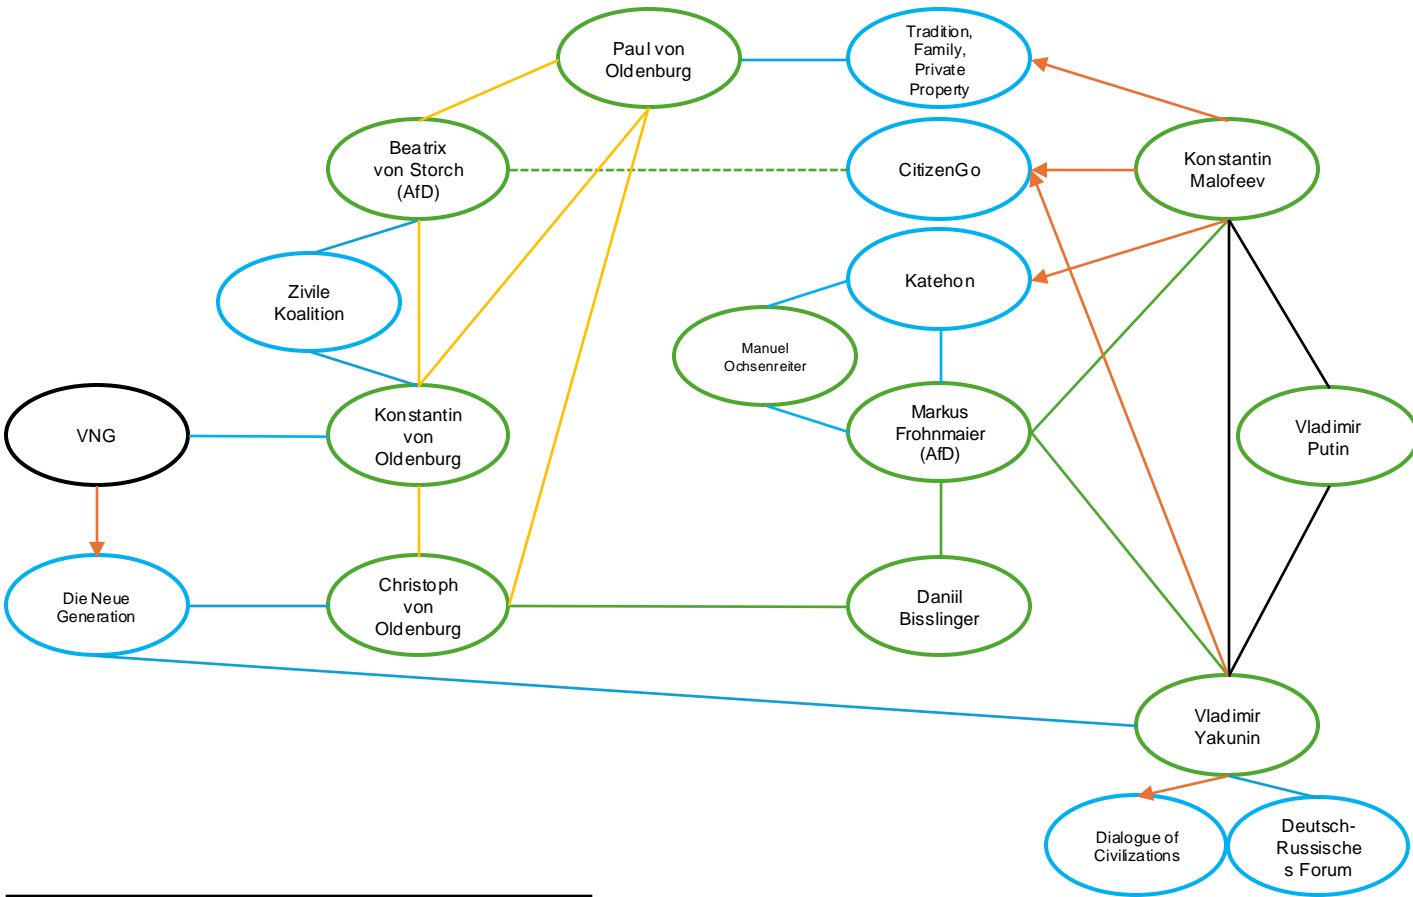 Paul von
Oldenburg
Tradition,
Family,
Private
Property
Beatrix
von Storch
(AfD)
CitizenGo
Konstantin
Malofeev
Zivile
Koalition
Katehon
Manuel
Ochsenreiter
VNG
Konstantin
von
Oldenburg
Markus
Frohnmaier
(AfD)
Vladimir
Putin
Die Neue
Generation
Christoph
von
Oldenburg
Daniil
Bisslinger
Vladimir
Yakunin
Dialogue of
Civilizations
Deutsch-
Russische
s Forum